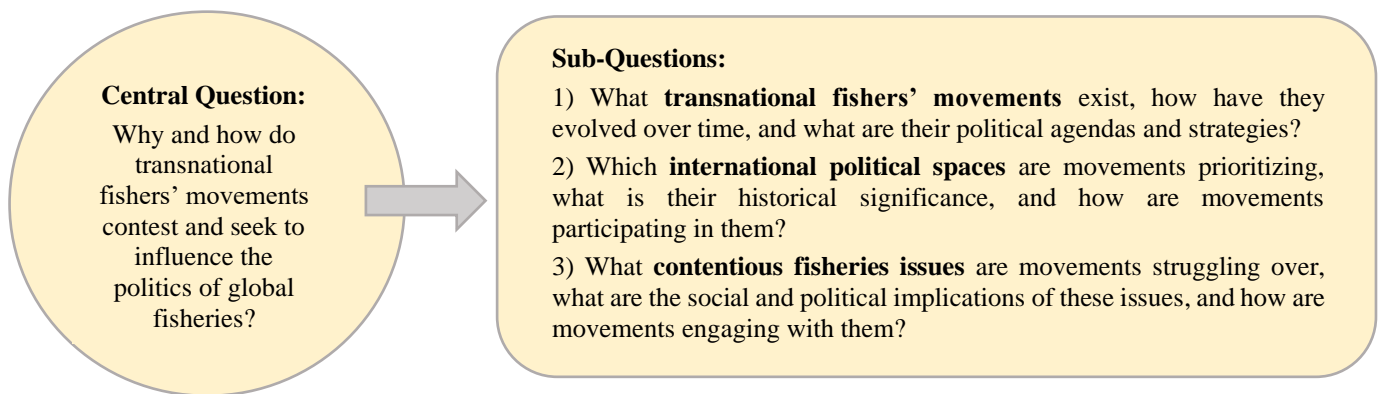 Central Question:
Why and how do
transnational
fishers’ movements
contest and seek to
influence the
politics of global
fisheries?
Sub-Questions:
1) What transnational fishers’ movements exist, how have they
evolved over time, and what are their political agendas and strategies?
2) Which international political spaces are movements prioritizing,
what is their historical significance, and how are movements
participating in them?
3) What contentious fisheries issues are movements struggling over,
what are the social and political implications of these issues, and how are
movements engaging with them?